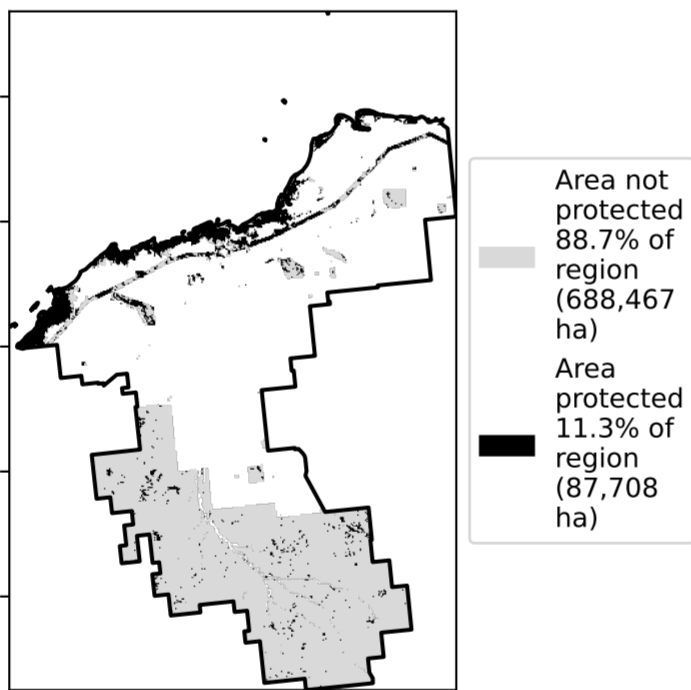 Area not
protected
88.7% of
region
(688,467
ha)
Area
protected
11.3% of
region
(87,708
ha)